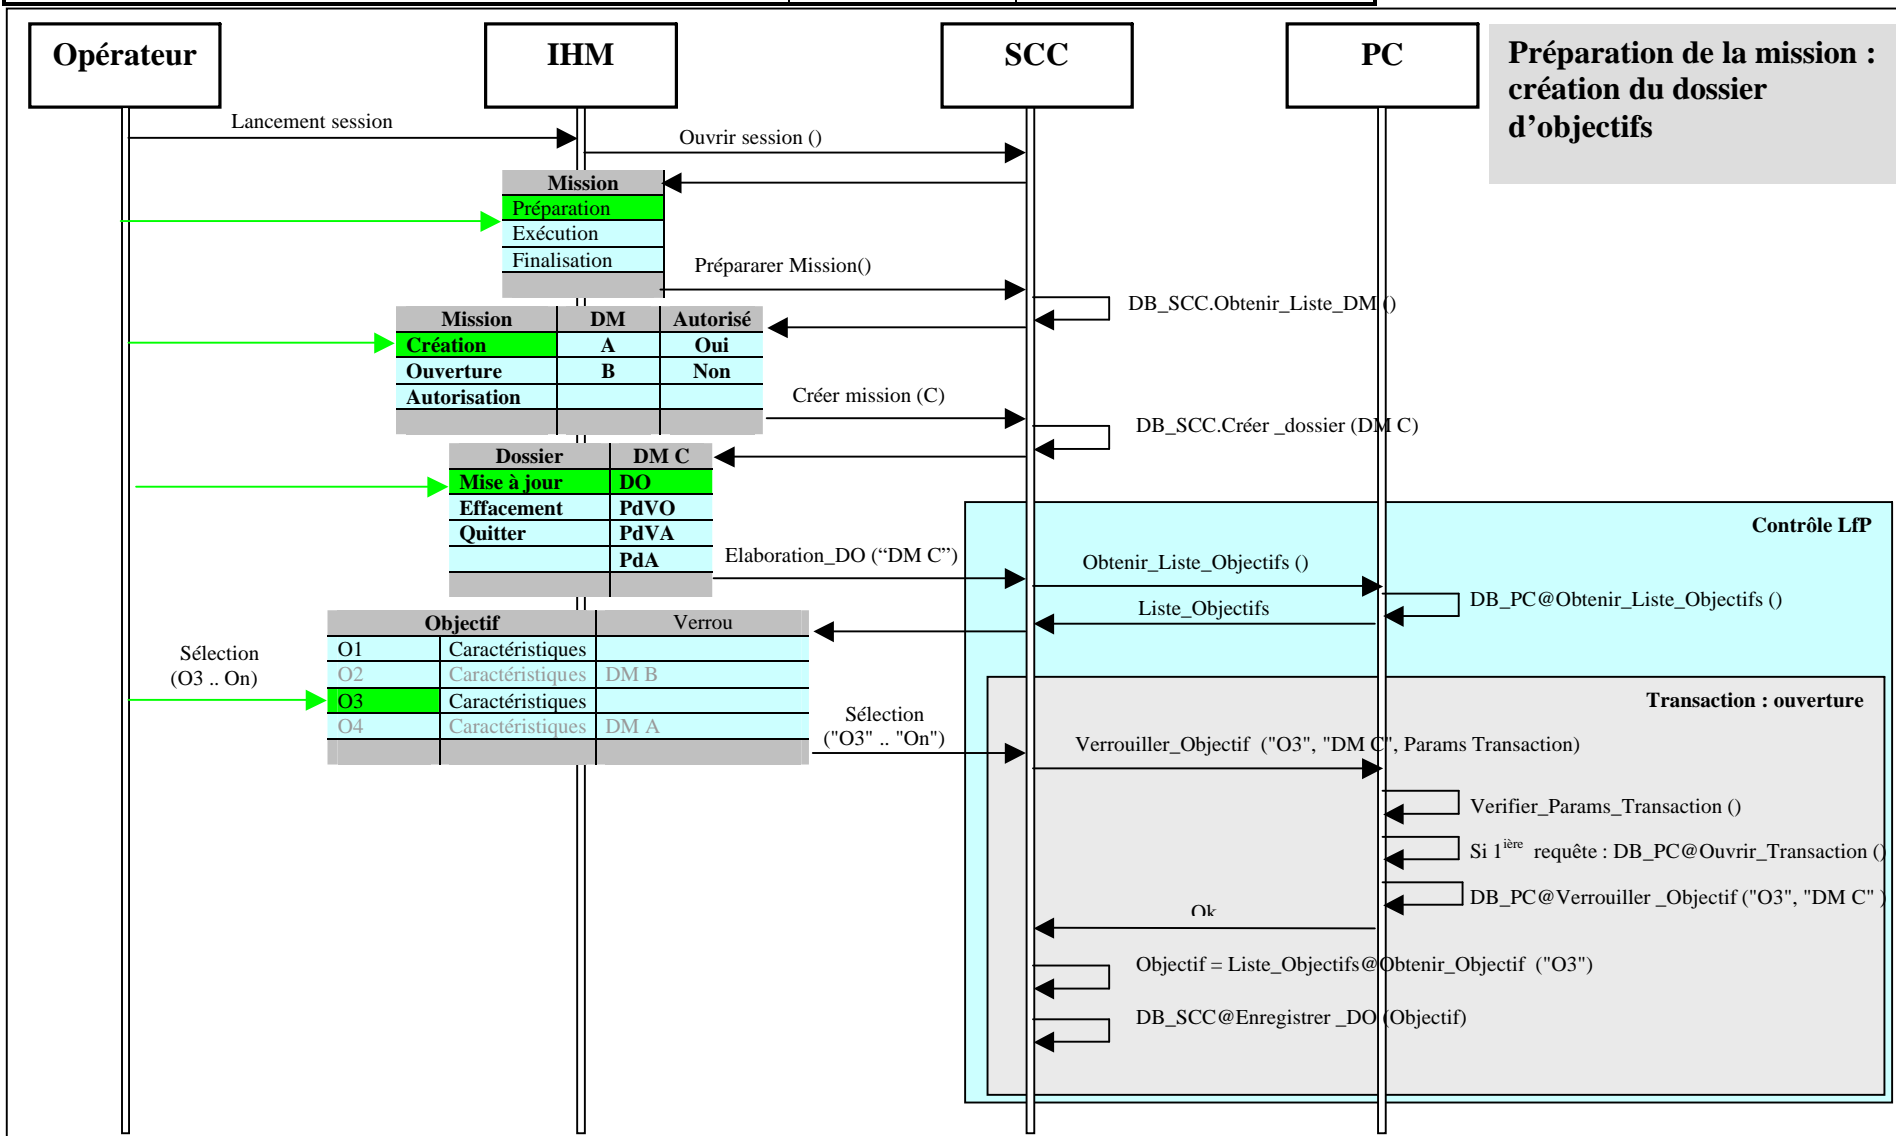 Opérateur
IHM
SCC
PC
Préparation de la mission :
création du dossier
d’objectifs
Lancement session
Ouvrir session ()
Mission
Préparation
Exécution
Finalisation
Prépararer Mission()
DB_SCC.Obtenir_Liste_DM ()
Mission DM Autorisé
Création A Oui
Ouverture B Non
Autorisation
Créer mission (C)
DB_SCC.Créer _dossier (DM C)
Dossier DM C
Mise à jour DO
Effacement PdVO
Quitter PdVA
PdA
Contrôle LfP
Elaboration_DO (“DM C”)
Obtenir_Liste_Objectifs ()
DB_PC@Obtenir_Liste_Objectifs ()
Liste_Objectifs
Objectif Verrou
O1 Caractéristiques
O2 Caractéristiques DM B
O3 Caractéristiques
O4 Caractéristiques DM A
Sélection
(O3 .. On)
Transaction : ouverture
Sélection
("O3" .. "On")
Verrouiller_Objectif ("O3", "DM C", Params Transaction)
Verifier_Params_Transaction ()
Si 1ière requête : DB_PC@Ouvrir_Transaction ()
DB_PC@Verrouiller _Objectif ("O3", "DM C" )
Ok
Objectif = Liste_Objectifs@Obtenir_Objectif ("O3")
DB_SCC@Enregistrer _DO (Objectif)